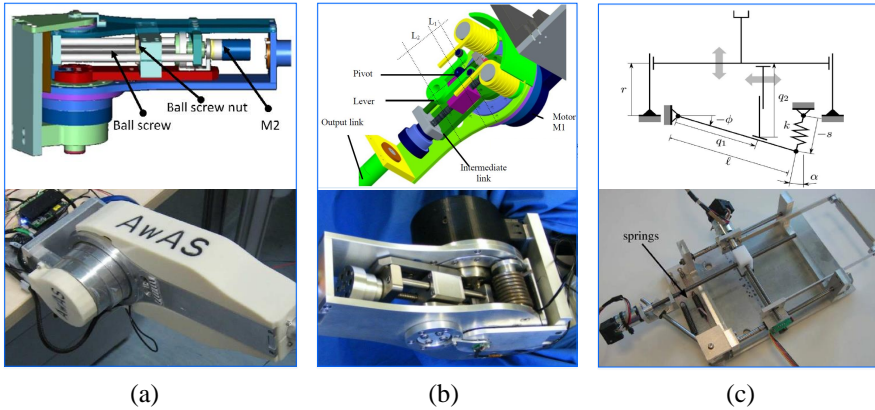 Ball screw
Ball screw nut
M2
AwAS
(a)
L₂
L₁
Pivot
Lever
Output link
Motor
M1
Intermediate
link
(b)
r
−ϕ
q₁
ℓ
q₂
k
−s
α
springs
(c)